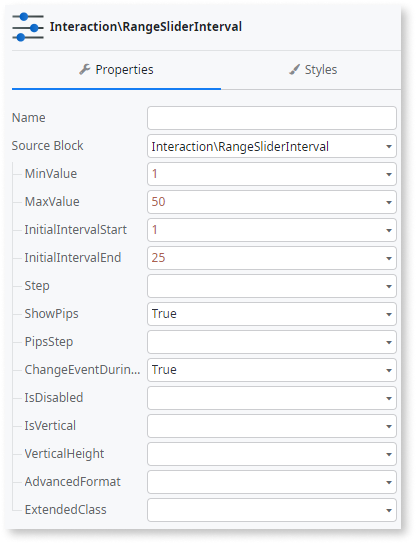 Interaction\RangeSliderInterval
Properties Styles
Name
Source Block Interaction\RangeSliderInterval
MinValue 1
MaxValue 50
InitialIntervalStart 1
InitialIntervalEnd 25
Step
ShowPips True
PipsStep
ChangeEventDurin... True
IsDisabled
IsVertical
VerticalHeight
AdvancedFormat
ExtendedClass